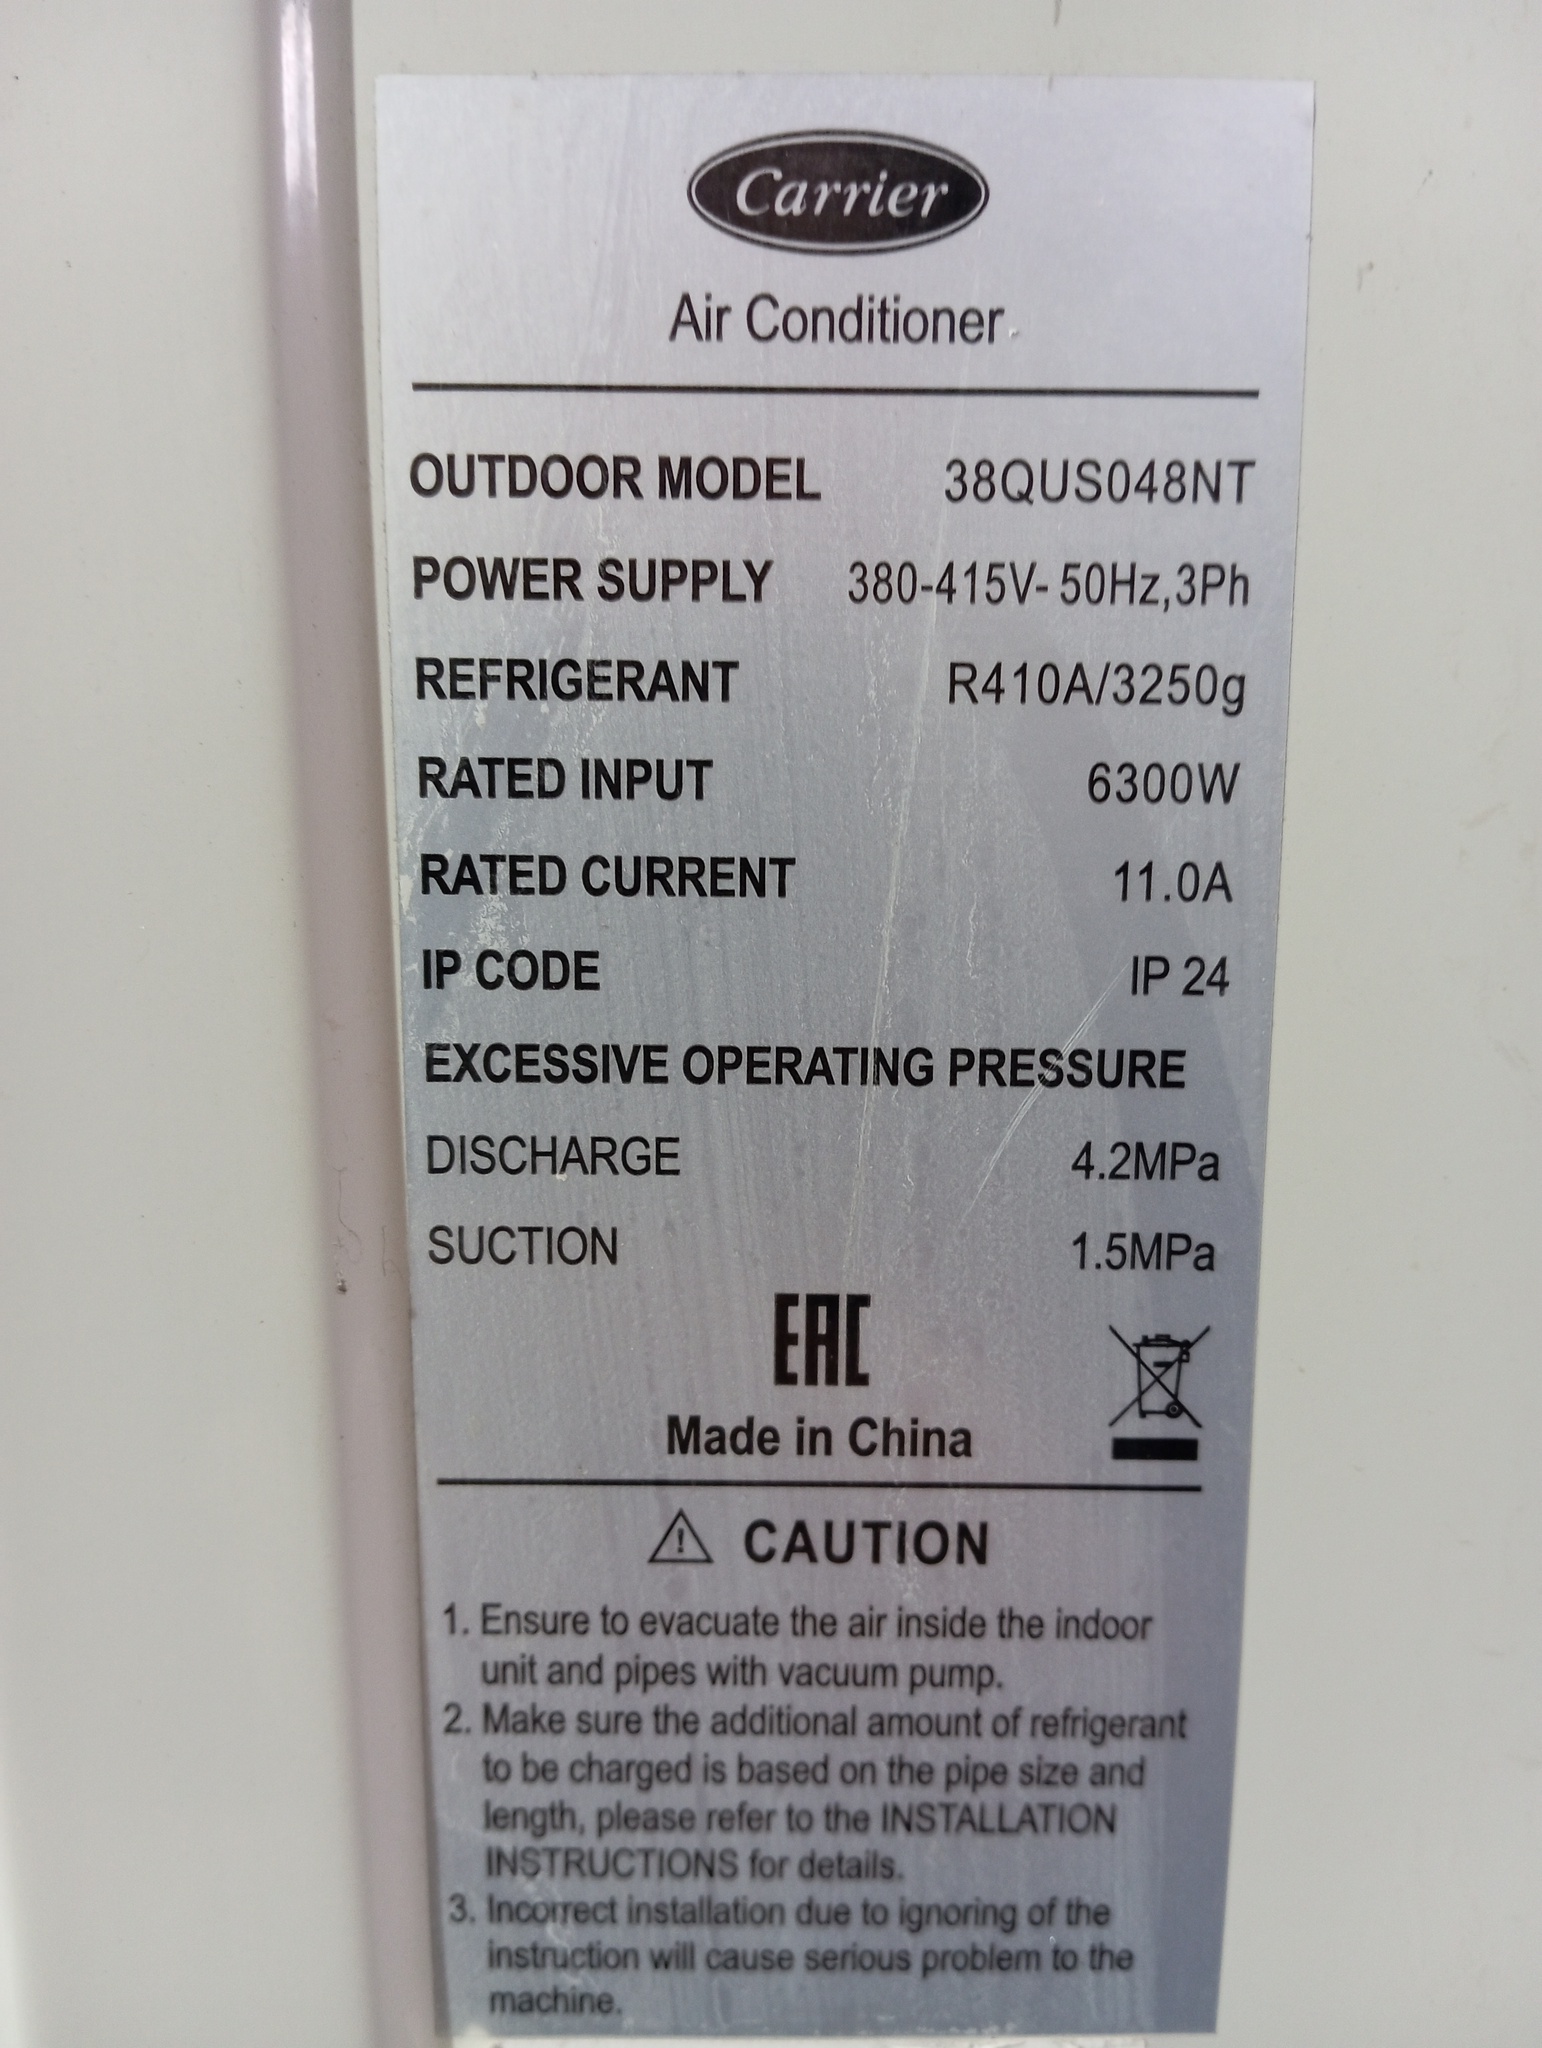 Carrier
Air Conditioner
OUTDOOR MODEL 38QUS048NT
POWER SUPPLY 380-415V- 50Hz,3Ph
REFRIGERANT R410A/3250g
RATED INPUT 6300W
RATED CURRENT 11.0A
IP CODE IP 24
EXCESSIVE OPERATING PRESSURE
DISCHARGE 4.2MPa
SUCTION 1.5MPa
EAC
Made in China
CAUTION
1. Ensure to evacuate the air inside the indoor
unit and pipes with vacuum pump.
2. Make sure the additional amount of refrigerant
to be charged is based on the pipe size and
length, please refer to the INSTALLATION
INSTRUCTIONS for details.
3. Incorrect installation due to ignoring of the
instruction will cause serious problem to the
machine.